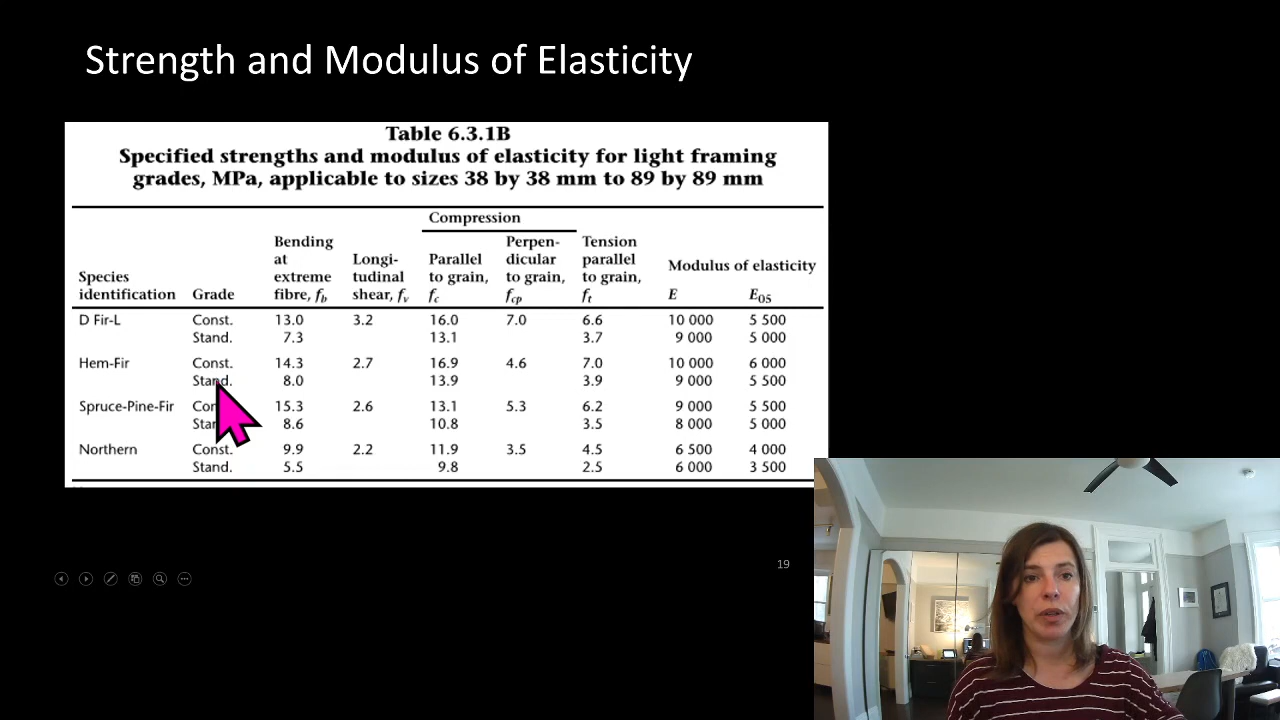 Strength and Modulus of Elasticity
Table 6.3.1B
Specified strengths and modulus of elasticity for light framing
grades, MPa, applicable to sizes 38 by 38 mm to 89 by 89 mm
Compression
Species identification Grade Bending at extreme fibre, fb Longi-tudinal shear, fv Parallel to grain, fc Perpen-dicular to grain, fcp Tension parallel to grain, ft Modulus of elasticity E E05
D Fir-L Const. 13.0 3.2 16.0 7.0 6.6 10 000 5 500
Stand. 7.3 13.1 3.7 9 000 5 000
Hem-Fir Const. 14.3 2.7 16.9 4.6 7.0 10 000 6 000
Stand. 8.0 13.9 3.9 9 000 5 500
Spruce-Pine-Fir 15.3 2.6 13.1 5.3 6.2 9 000 5 500
8.6 10.8 3.5 8 000 5 000
Northern Const. 9.9 2.2 11.9 3.5 4.5 6 500 4 000
Stand. 5.5 9.8 2.5 6 000 3 500
19